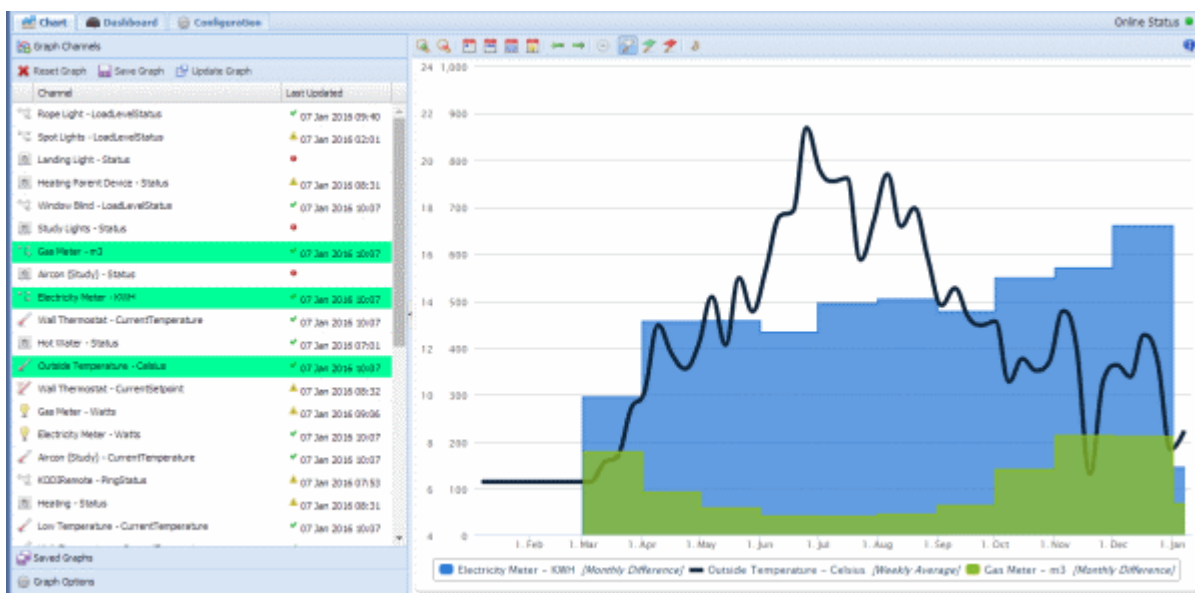 Chart Dashboard Configuration
Online Status
Graph Channels
Reset Graph Save Graph Update Graph
Channel Last Updated
Rope Light - LoadLevelStatus 07 Jan 2016 09:40
Spot Lights - LoadLevelStatus 07 Jan 2016 02:01
Landing Light - Status
Heating Parent Device - Status 07 Jan 2016 08:31
Window Blind - LoadLevelStatus 07 Jan 2016 10:07
Study Lights - Status
Gas Meter - m3 07 Jan 2016 10:07
Aircon (Study) - Status
Electricity Meter - KWH 07 Jan 2016 10:07
Wall Thermostat - CurrentTemperature 07 Jan 2016 10:07
Hot Water - Status 07 Jan 2016 07:01
Outside Temperature - Celsius 07 Jan 2016 10:07
Wall Thermostat - CurrentSetpoint 07 Jan 2016 08:32
Gas Meter - Watts 07 Jan 2016 09:06
Electricity Meter - Watts 07 Jan 2016 10:07
Aircon (Study) - CurrentTemperature 07 Jan 2016 10:07
KODIRemote - PingStatus 07 Jan 2016 07:53
Heating - Status 07 Jan 2016 08:31
Low Temperature - CurrentTemperature 07 Jan 2016 10:07
Saved Graphs
Graph Options
24 1,000
22 900
20 800
18 700
16 600
14 500
12 400
10 300
8 200
6 100
4 0
1. Feb 1. Mar 1. Apr 1. May 1. Jun 1. Jul 1. Aug 1. Sep 1. Oct 1. Nov 1. Dec 1. Jan
Electricity Meter - KWH [Monthly Difference] Outside Temperature - Celsius [Weekly Average] Gas Meter - m3 [Monthly Difference]